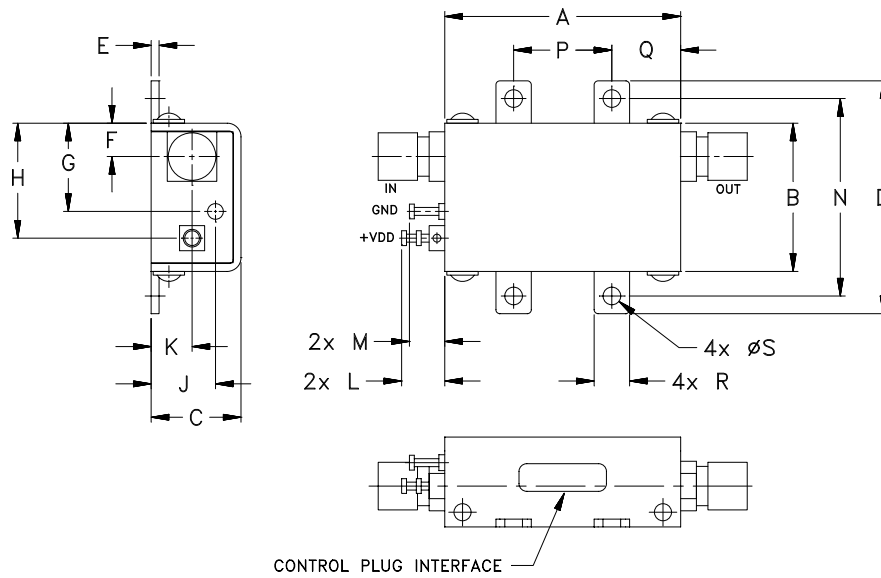 A
E
P
Q
F
G
H
IN
OUT
GND
+VDD
B
N
D
K
J
C
2x M
2x L
4x R
4x øS
CONTROL PLUG INTERFACE